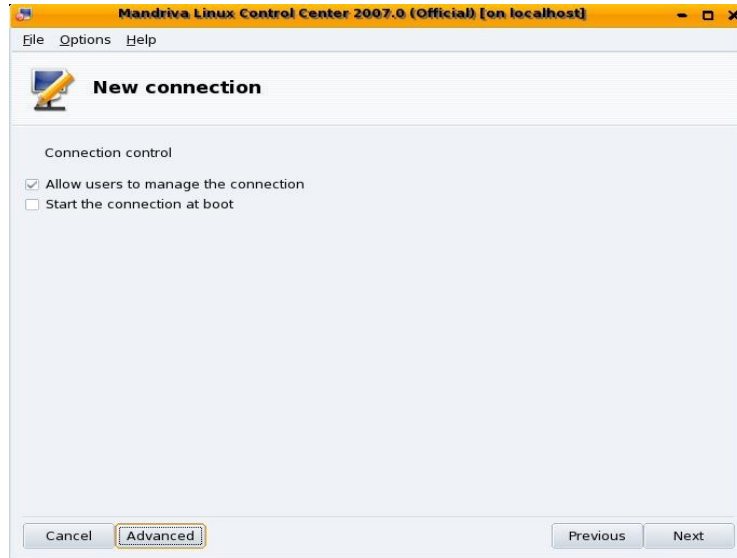 Mandriva Linux Control Center 2007.0 (Official) [on localhost]
File Options Help
New connection
Connection control
Allow users to manage the connection
Start the connection at boot
Cancel Advanced Previous Next